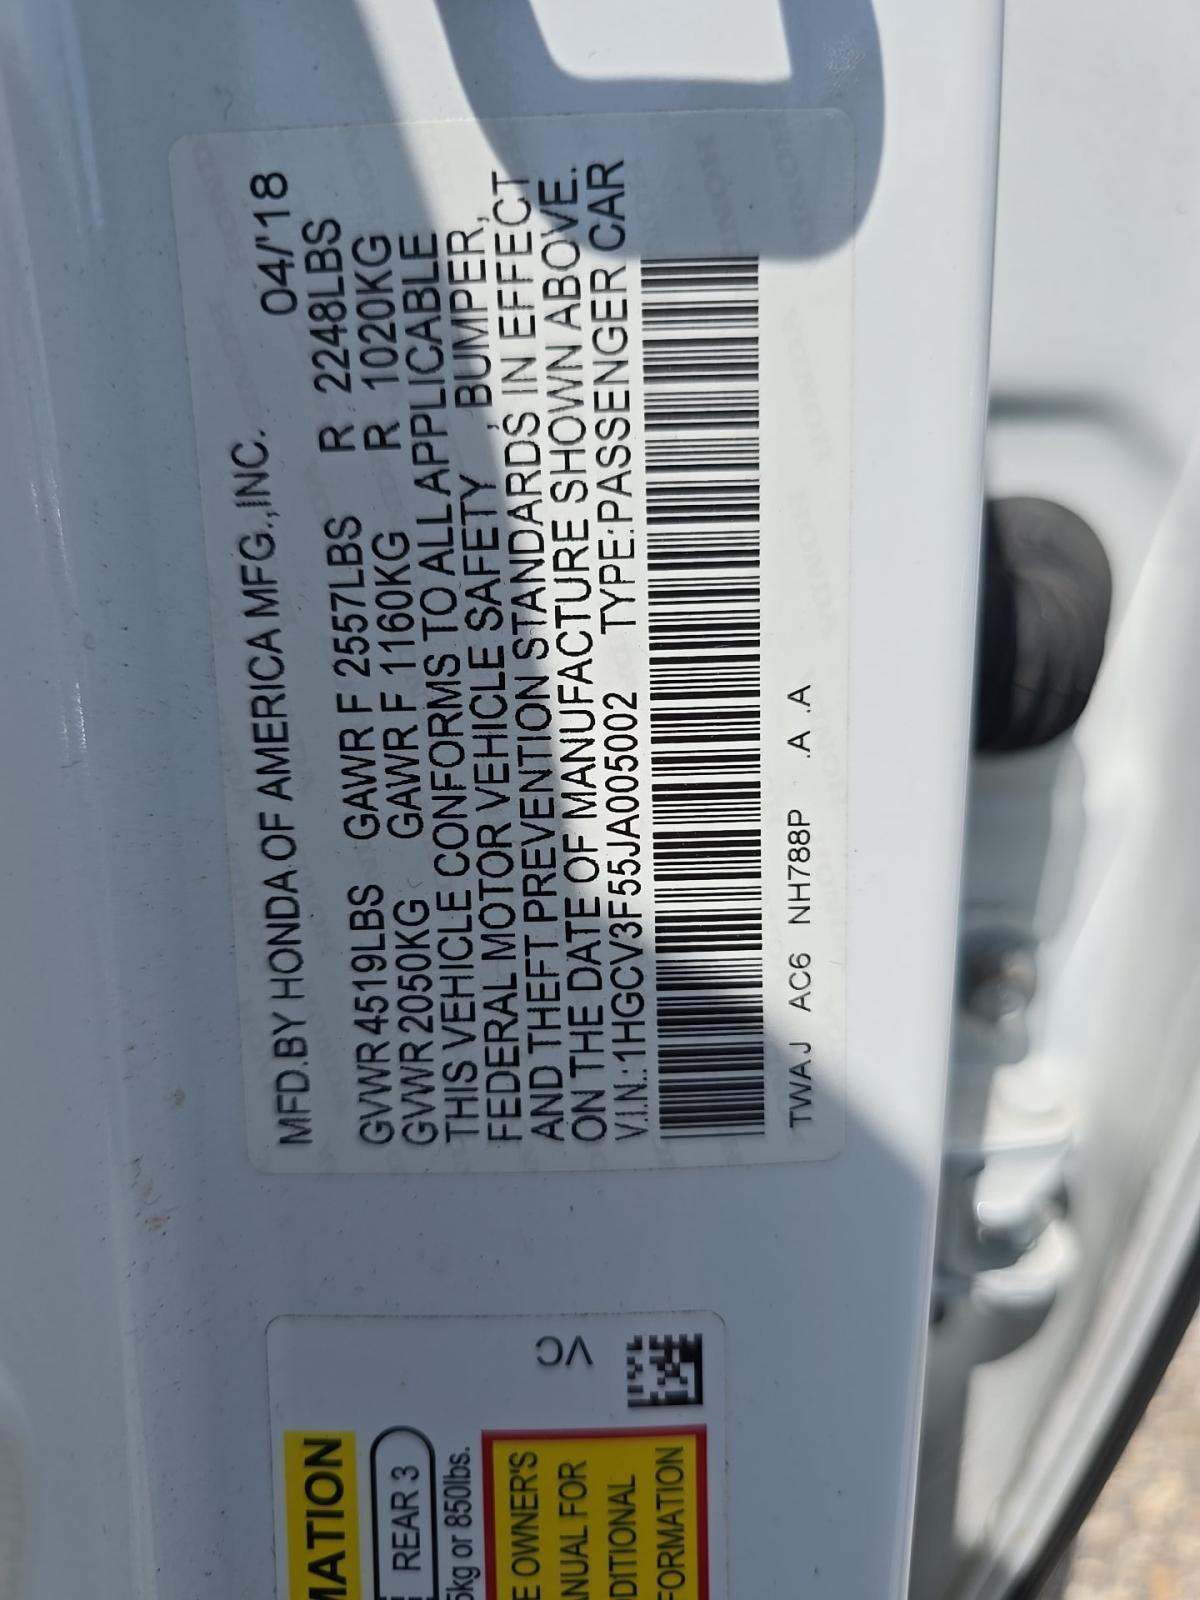 MFD.BY HONDA OF AMERICA MFG.,INC. 04/'18
GVWR 4519LBS GAWR F 2557LBS R 2248LBS
GVWR 2050KG GAWR F 1160KG R 1020KG
THIS VEHICLE CONFORMS TO ALL APPLICABLE
FEDERAL MOTOR VEHICLE SAFETY , BUMPER,
AND THEFT PREVENTION STANDARDS IN EFFECT
ON THE DATE OF MANUFACTURE SHOWN ABOVE.
V.I.N.:1HGCV3F55JA005002 TYPE:PASSENGER CAR
TWAJ AC6 NH788P .A .A
VC
MATION
REAR 3
5kg or 850lbs.
E OWNER'S
ANUAL FOR
DITIONAL
FORMATION